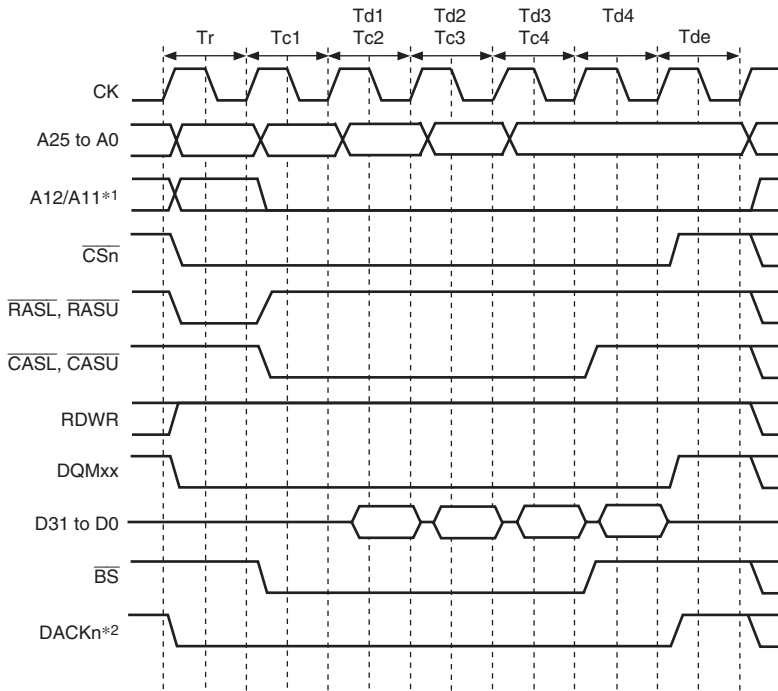 Td1 Td2 Td3 Td4
Tr Tc1 Tc2 Tc3 Tc4 Tde
CK
A25 to A0
A12/A11*1
CSn
RASL, RASU
CASL, CASU
RDWR
DQMxx
D31 to D0
BS
DACKn*2